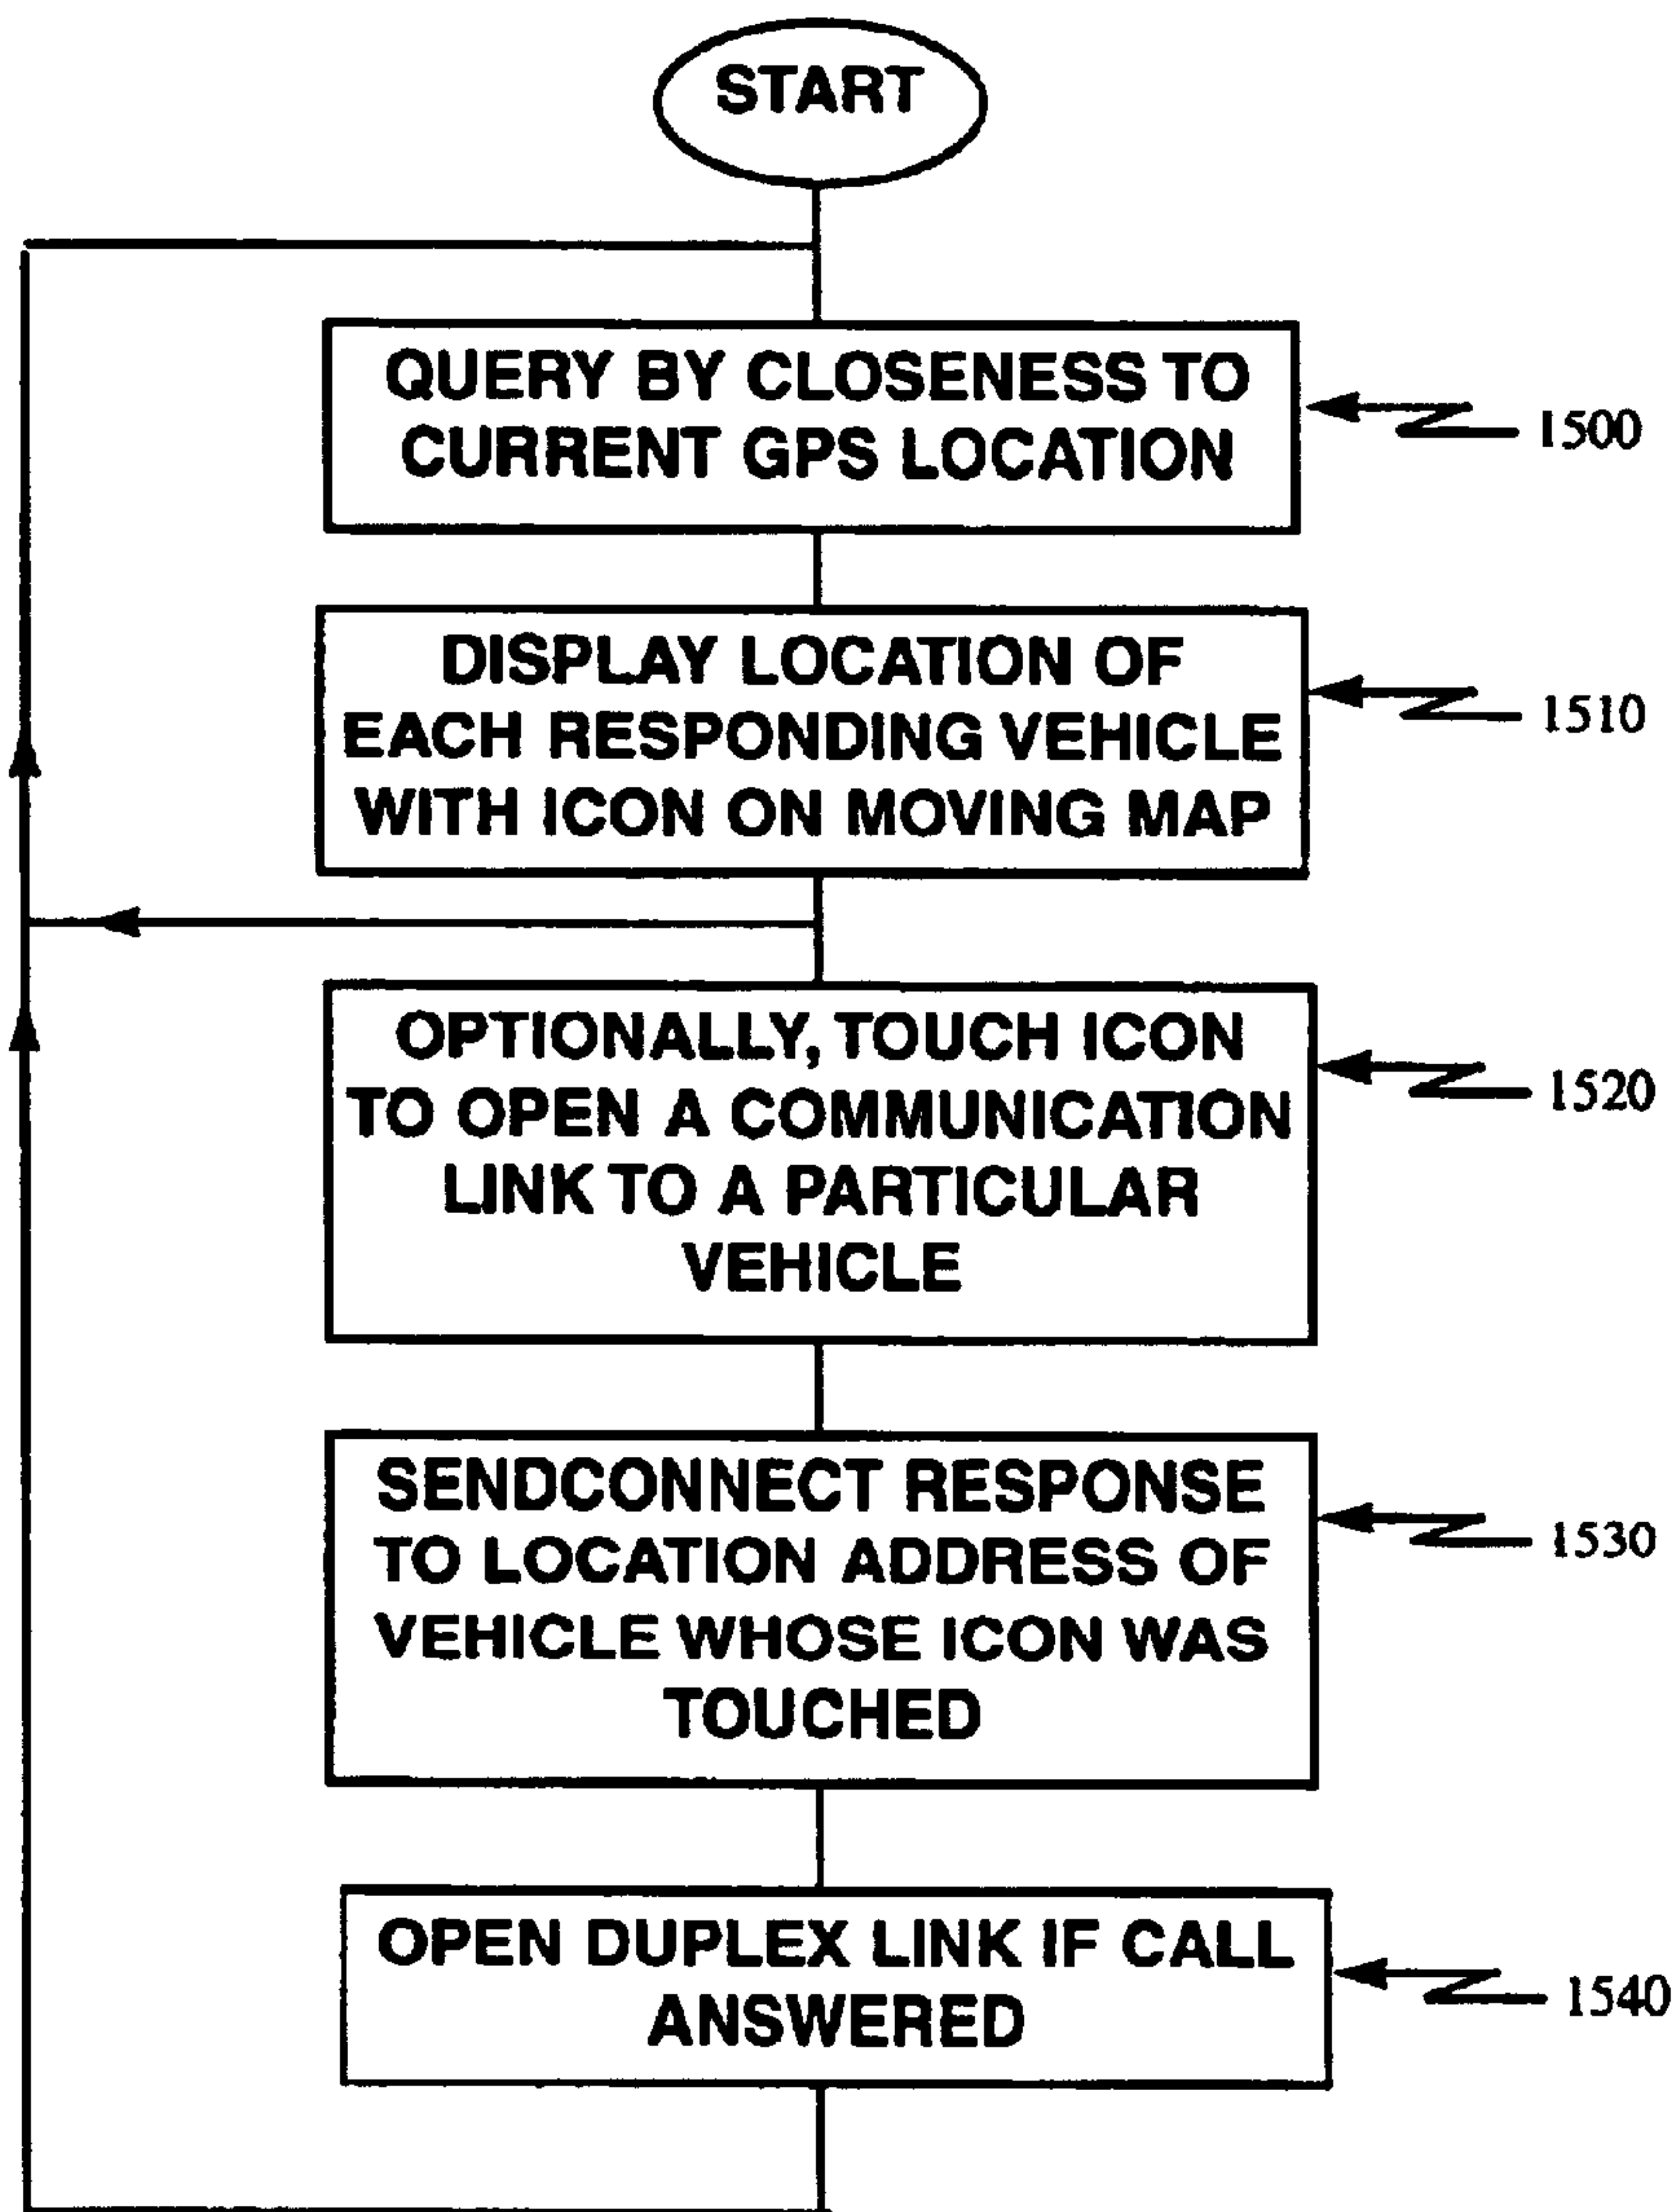 START
QUERY BY CLOSENESS TO
CURRENT GPS LOCATION
1500
DISPLAY LOCATION OF
EACH RESPONDING VEHICLE
WITH ICON ON MOVING MAP
1510
OPTIONALLY, TOUCH ICON
TO OPEN A COMMUNICATION
LINK TO A PARTICULAR
VEHICLE
1520
SENDCONNECT RESPONSE
TO LOCATION ADDRESS OF
VEHICLE WHOSE ICON WAS
TOUCHED
1530
OPEN DUPLEX LINK IF CALL
ANSWERED
1540